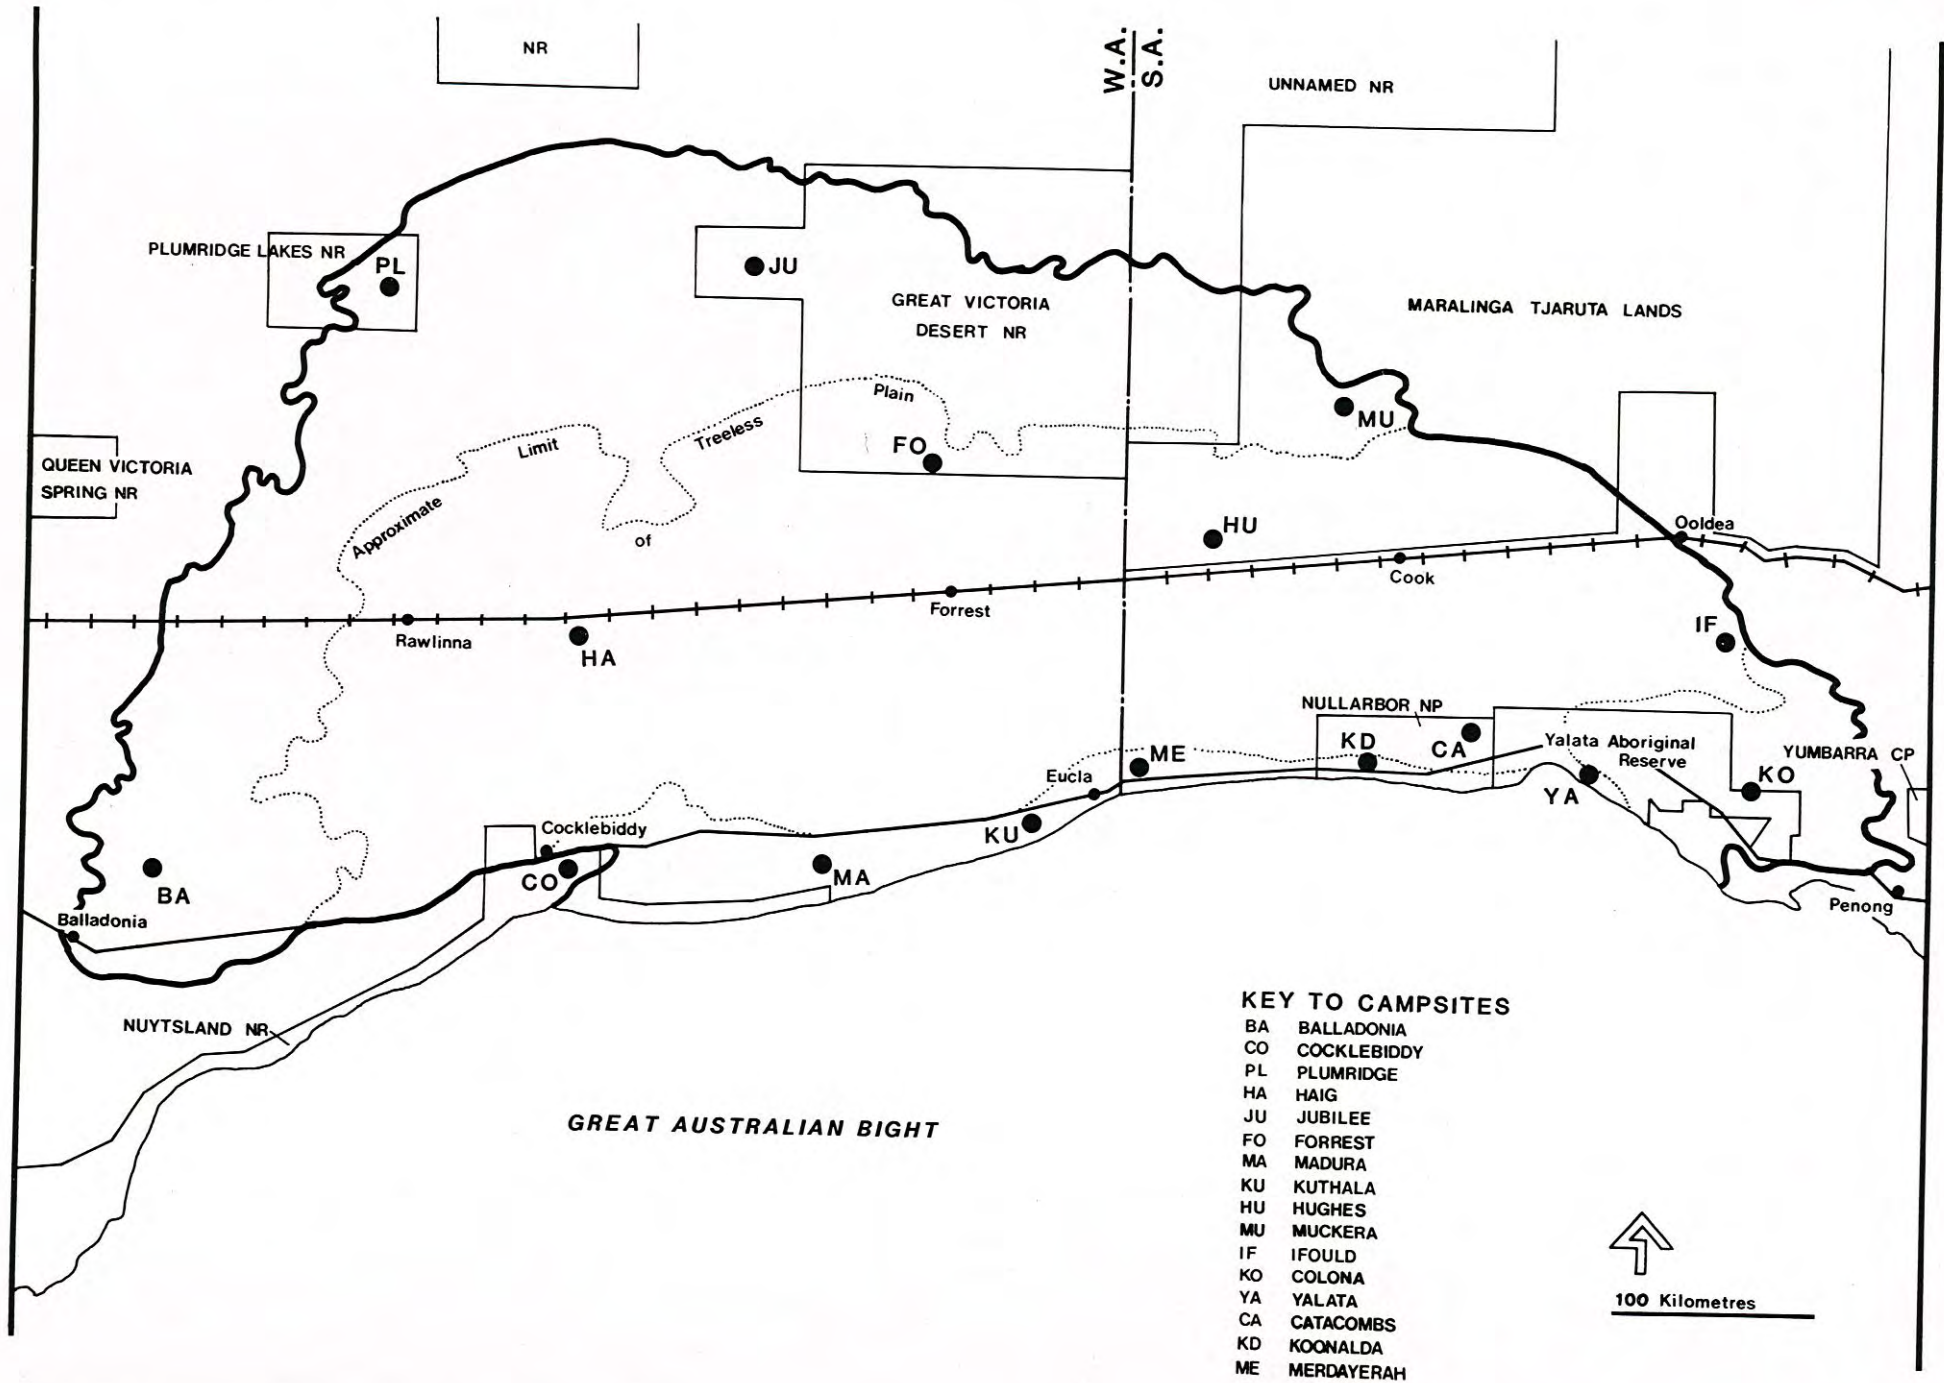 NR
W.A.
S.A.
UNNAMED NR
PLUMRIDGE LAKES NR
PL
JU
GREAT VICTORIA
DESERT NR
MARALINGA TJARUTA LANDS
Approximate Limit of Treeless Plain
MU
FO
QUEEN VICTORIA
SPRING NR
HU
Ooldea
Cook
Forrest
Rawlinna
HA
IF
NULLARBOR NP
KD
CA
ME
Yalata Aboriginal
Reserve
YUMBARRA CP
KO
Eucla
YA
KU
Cocklebiddy
CO
MA
BA
Balladonia
Penong
NUYTSLAND NR
GREAT AUSTRALIAN BIGHT
KEY TO CAMPSITES
BA BALLADONIA
CO COCKLEBIDDY
PL PLUMRIDGE
HA HAIG
JU JUBILEE
FO FORREST
MA MADURA
KU KUTHALA
HU HUGHES
MU MUCKERA
IF IFOULD
KO COLONA
YA YALATA
CA CATACOMBS
KD KOONALDA
ME MERDAYERAH
100 Kilometres